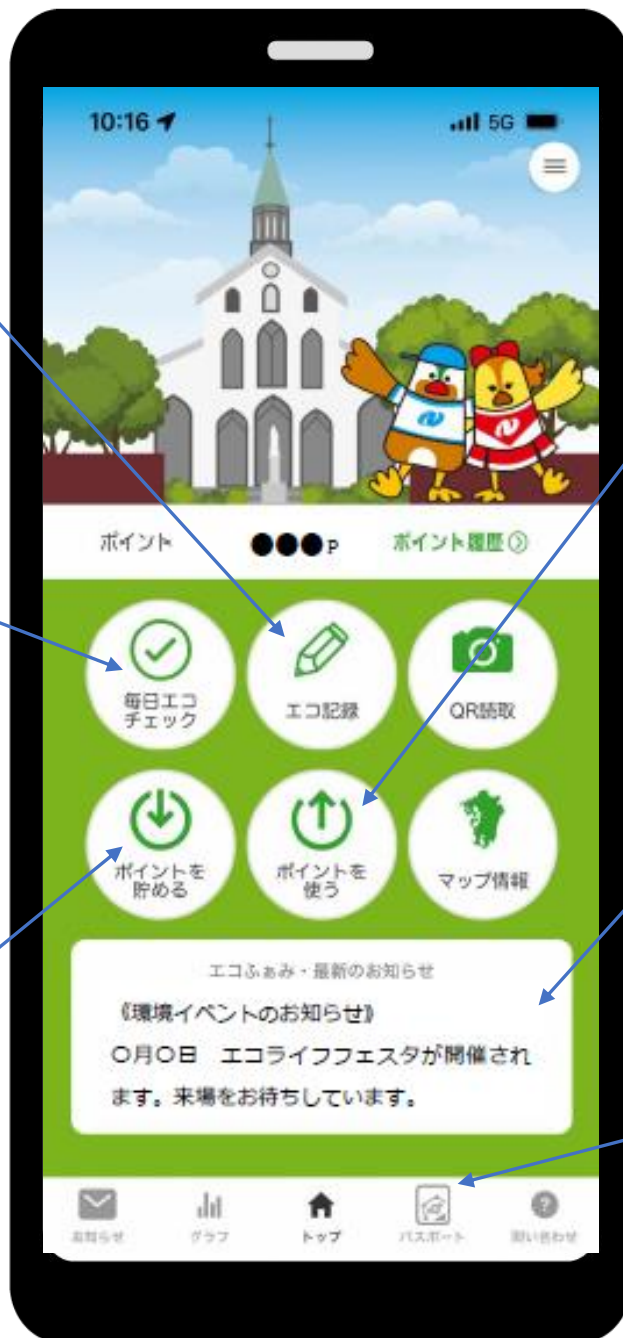 10:16
5G
ポイント ●●●P ポイント履歴
毎日エコ
チェック
エコ記録
QR読取
ポイントを
貯める
ポイントを
使う
マップ情報
エコふぁみ・最新のお知らせ
《環境イベントのお知らせ》
〇月〇日 エコライフフェスタが開催され
ます。来場をお待ちしています。
お知らせ グラフ トップ パスポート 問い合わせ